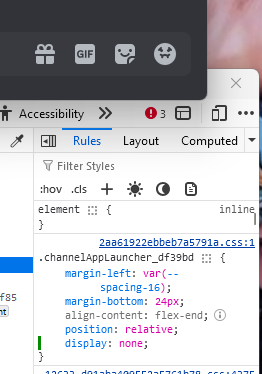 GIF
Accessibility
3
Rules
Layout
Computed
Filter Styles
:hov .cls
element { inline
}
2aa61922ebbeb7a5791a.css:1
.channelAppLauncher_df39bd {
margin-left: var(--
spacing-16);
margin-bottom: 24px;
align-content: flex-end;
position: relative;
display: none;
}
f85
nt